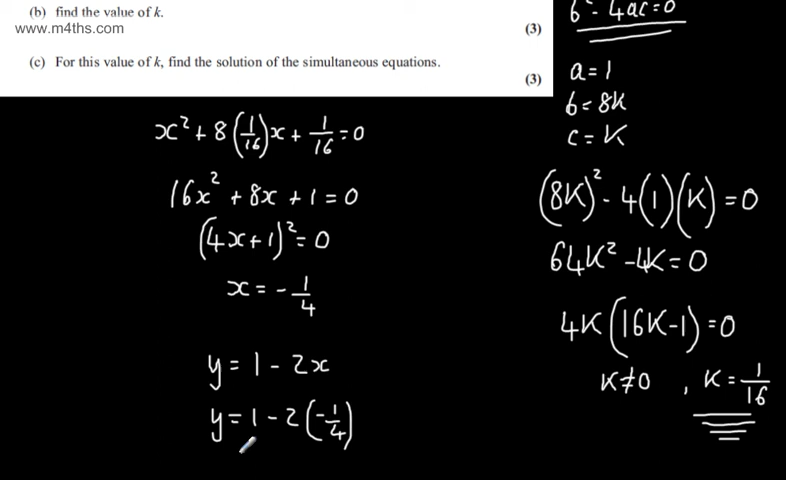 (b) find the value of k.
www.m4ths.com
(3)
(c) For this value of k, find the solution of the simultaneous equations.
(3)
x² + 8(1/16)x + 1/16 = 0
16x² + 8x + 1 = 0
(4x + 1)² = 0
x = -1/4
y = 1 - 2x
y = 1 - 2(-1/4)
b² - 4ac = 0
a = 1
b = 8K
c = K
(8K)² - 4(1)(K) = 0
64K² - 4K = 0
4K(16K - 1) = 0
K ≠ 0 , K = 1/16